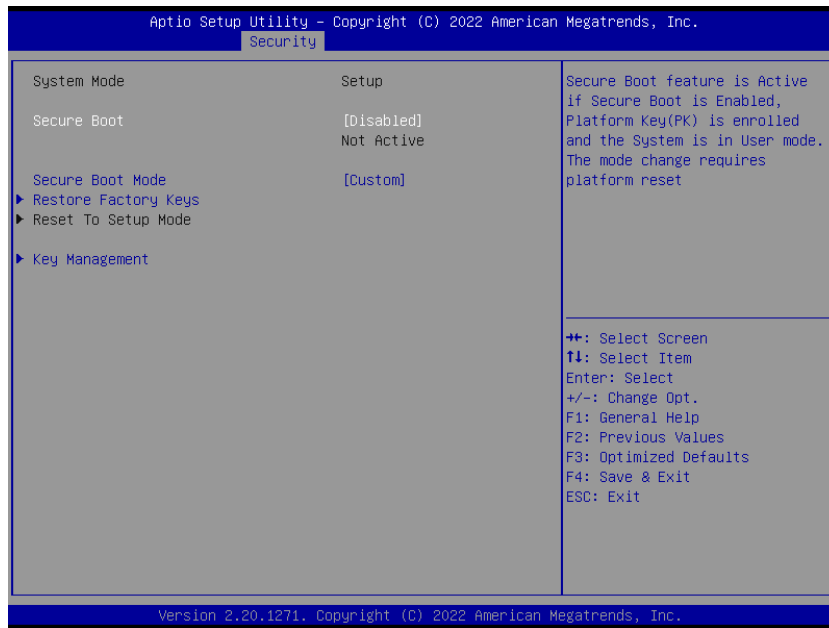 Aptio Setup Utility – Copyright (C) 2022 American Megatrends, Inc.
Security
System Mode Setup
Secure Boot [Disabled]
Not Active
Secure Boot Mode [Custom]
Restore Factory Keys
Reset To Setup Mode
Key Management
Secure Boot feature is Active
if Secure Boot is Enabled,
Platform Key(PK) is enrolled
and the System is in User mode.
The mode change requires
platform reset
→←: Select Screen
↑↓: Select Item
Enter: Select
+/-: Change Opt.
F1: General Help
F2: Previous Values
F3: Optimized Defaults
F4: Save & Exit
ESC: Exit
Version 2.20.1271. Copyright (C) 2022 American Megatrends, Inc.